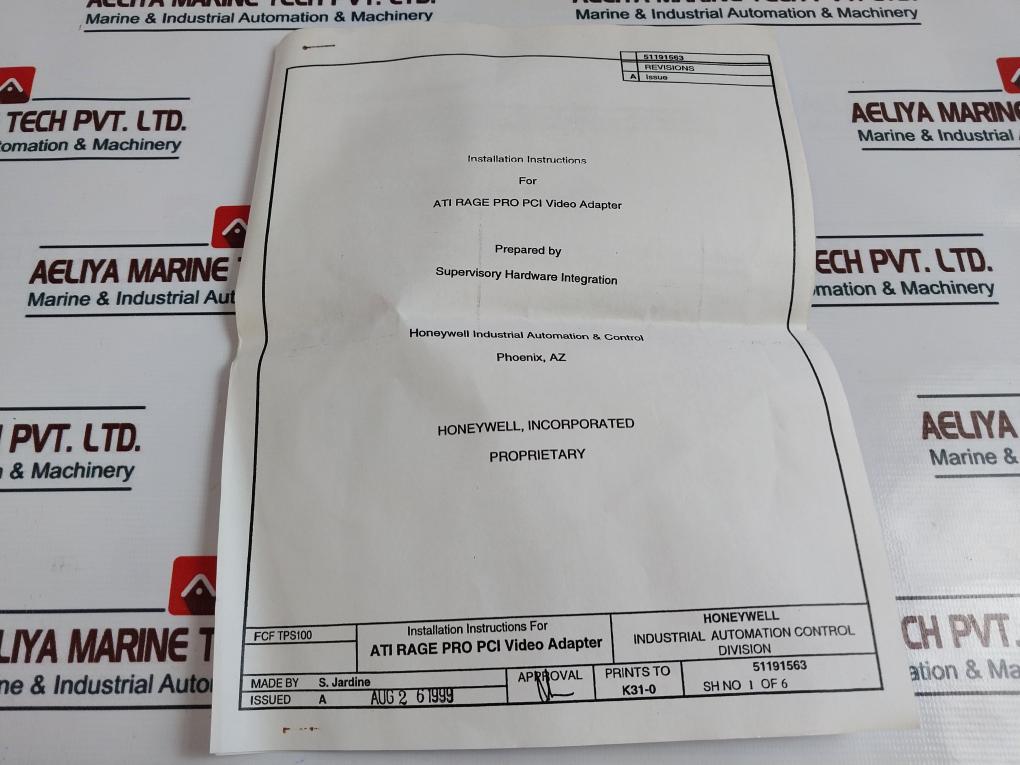 AELIYA MARINE TECH PVT. LTD.
Marine & Industrial Automation & Machinery
Marine & Industrial Automation & Machinery
TECH PVT. LTD.
omation & Machinery
AELIYA MARINE
Marine & Industrial
AELIYA MARINE T
Marine & Industrial Aut
ECH PVT. LTD.
mation & Machinery
PVT. LTD.
& Machinery
AELIYA
Marine &
ELIYA MARINE T
ne & Industrial Auto
CH PVT.
ation & Ma
51191563
REVISIONS
A Issue
Installation Instructions
For
ATI RAGE PRO PCI Video Adapter
Prepared by
Supervisory Hardware Integration
Honeywell Industrial Automation & Control
Phoenix, AZ
HONEYWELL, INCORPORATED
PROPRIETARY
FCF TPS100
Installation Instructions For
ATI RAGE PRO PCI Video Adapter
HONEYWELL
INDUSTRIAL AUTOMATION CONTROL
DIVISION
MADE BY S. Jardine
ISSUED A AUG 2 6 1999
APPROVAL
PRINTS TO
K31-0
51191563
SH NO 1 OF 6